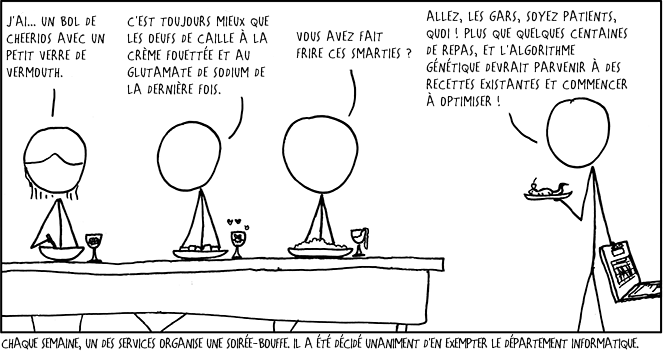 J'AI... UN BOL DE
CHEERIOS AVEC UN
PETIT VERRE DE
VERMOUTH.
C'EST TOUJOURS MIEUX QUE
LES OEUFS DE CAILLE À LA
CRÈME FOUETTÉE ET AU
GLUTAMATE DE SODIUM DE
LA DERNIÈRE FOIS.
VOUS AVEZ FAIT
FRIRE CES SMARTIES ?
ALLEZ, LES GARS, SOYEZ PATIENTS,
QUOI ! PLUS QUE QUELQUES CENTAINES
DE REPAS, ET L'ALGORITHME
GÉNÉTIQUE DEVRAIT PARVENIR À DES
RECETTES EXISTANTES ET COMMENCER
À OPTIMISER !
CHAQUE SEMAINE, UN DES SERVICES ORGANISE UNE SOIRÉE-BOUFFE. IL A ÉTÉ DÉCIDÉ UNANIMENT D'EN EXEMPTER LE DÉPARTEMENT INFORMATIQUE.